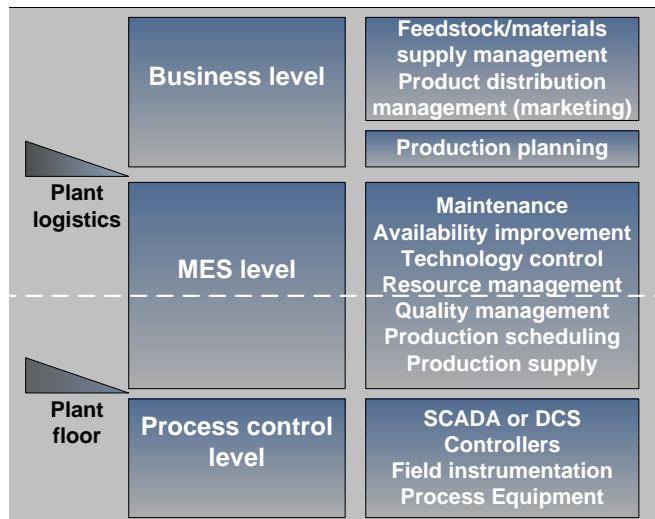 Business level
Feedstock/materials
supply management
Product distribution
management (marketing)
Production planning
Plant
logistics
MES level
Maintenance
Availability improvement
Technology control
Resource management
Quality management
Production scheduling
Production supply
Plant
floor
Process control
level
SCADA or DCS
Controllers
Field instrumentation
Process Equipment